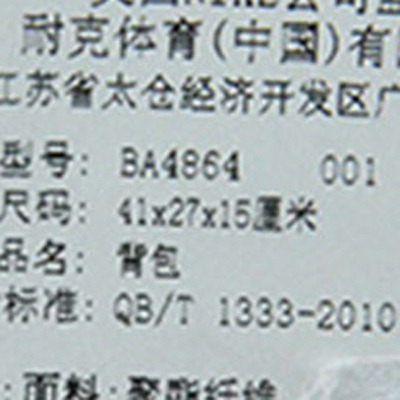 耐克体育(中国)有
江苏省太仓经济开发区广
型号: BA4864 001
尺码: 41x27x15厘米
品名: 背包
标准: QB/T 1333-2010
:面料:聚酯纤维